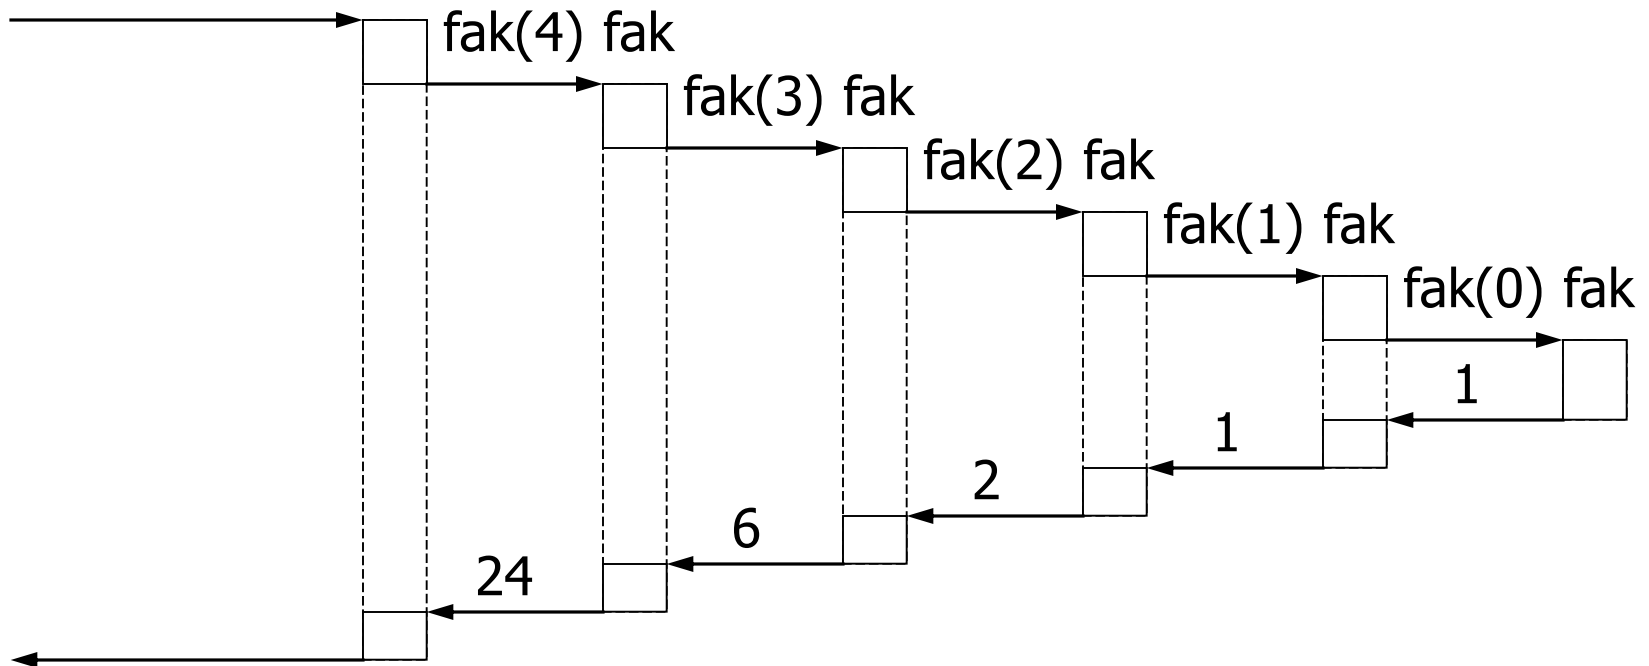 fak(4) fak
fak(3) fak
fak(2) fak
fak(1) fak
fak(0) fak
1
1
2
6
24